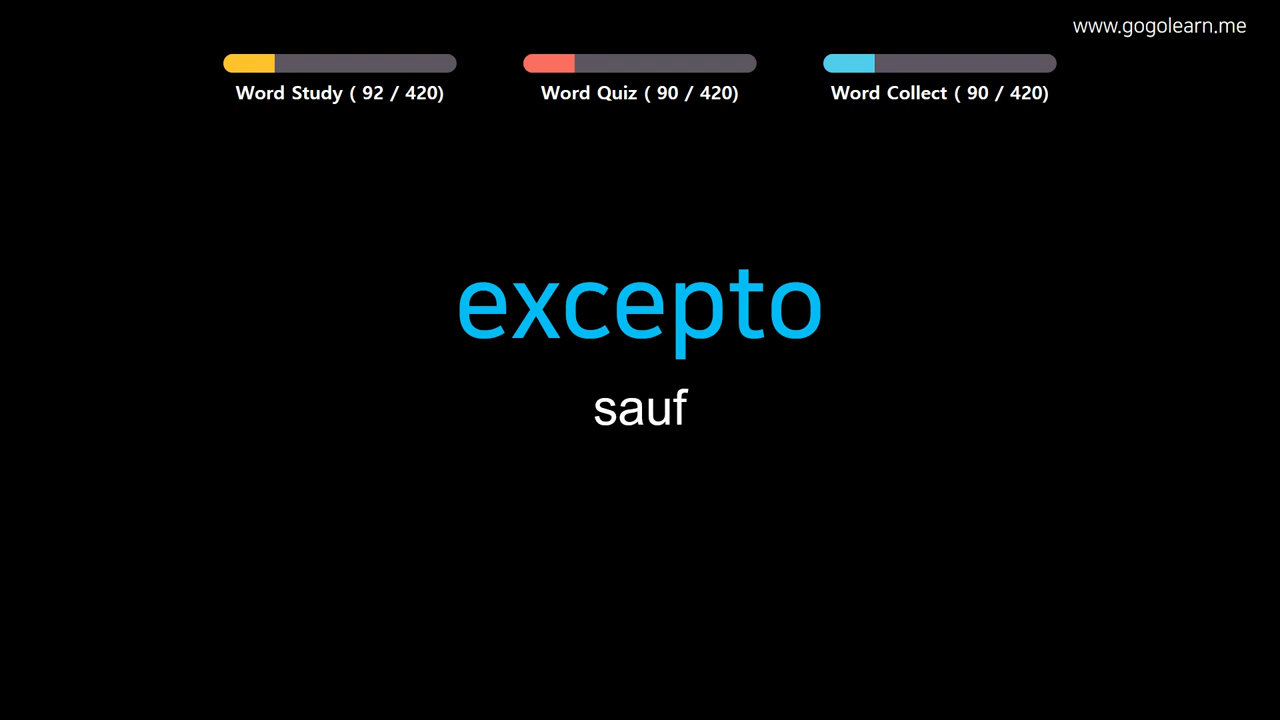 www.gogolearn.me
Word Study ( 92 / 420)
Word Quiz ( 90 / 420)
Word Collect ( 90 / 420)
excepto
sauf